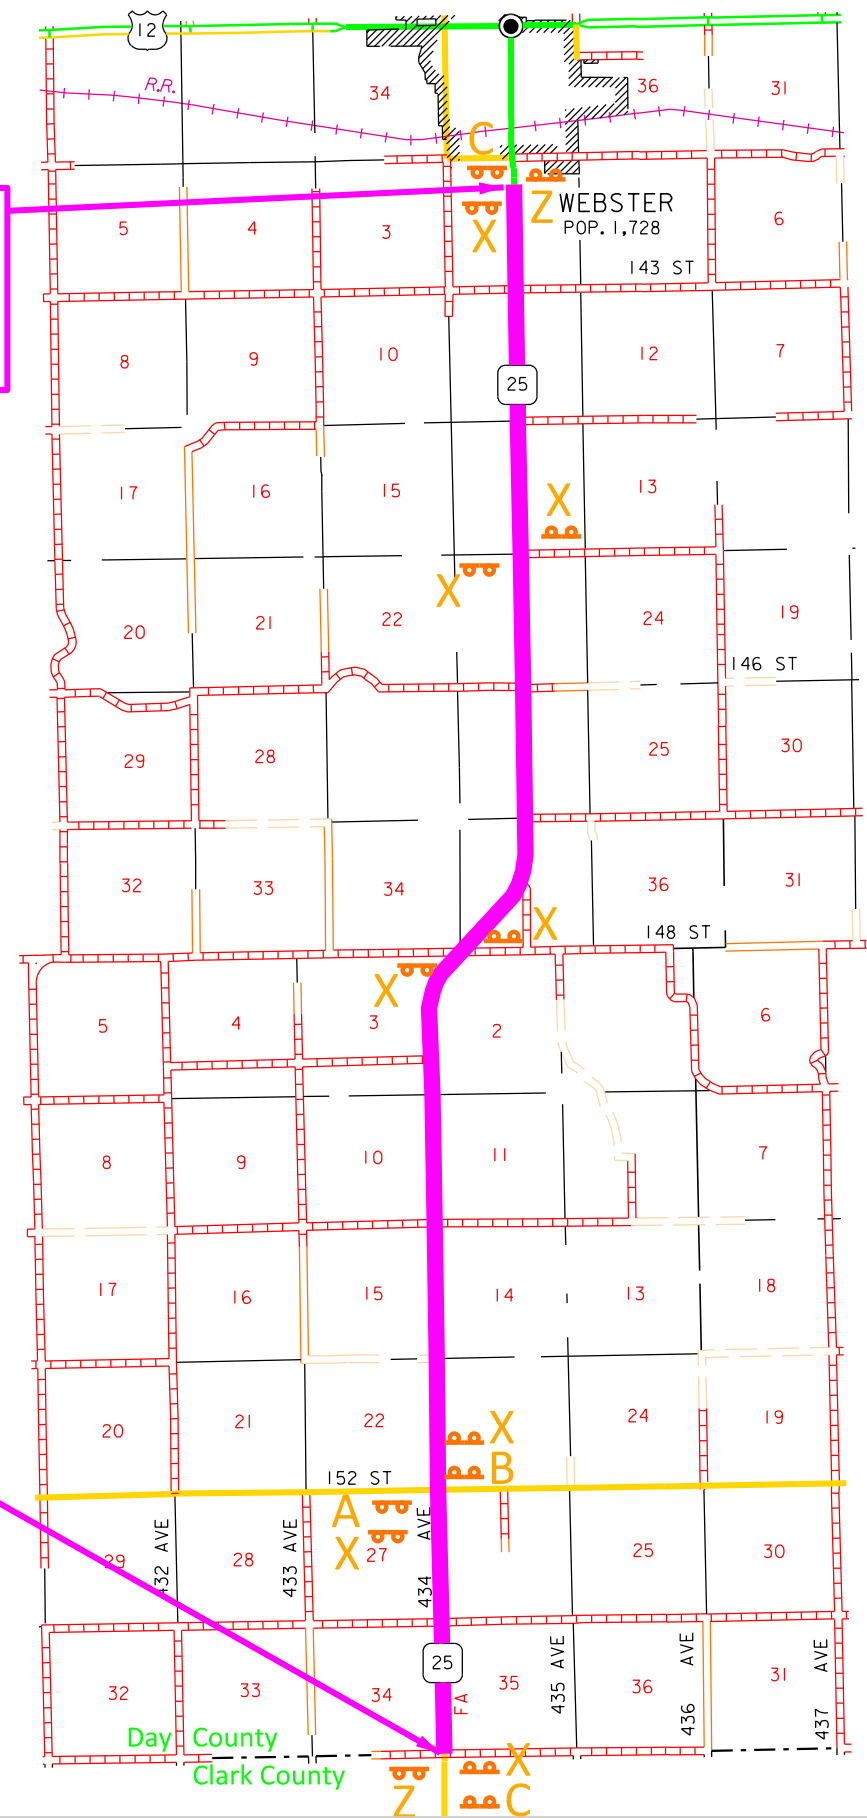 12
R.R.
34
36
31
C
Z
WEBSTER
POP. 1,728
X
5
4
3
6
143 ST
8
9
10
12
7
25
17
16
15
13
X
X
20
21
22
24
19
146 ST
29
28
25
30
32
33
34
36
31
X
148 ST
X
5
4
3
2
6
8
9
10
11
7
17
16
15
14
13
18
20
21
22
24
19
X
B
152 ST
A
X
29
432 AVE
28
433 AVE
27
434 AVE
25
30
32
33
34
25
35
FA
435 AVE
36
436 AVE
31
437 AVE
Day County
Clark County
X
Z
C